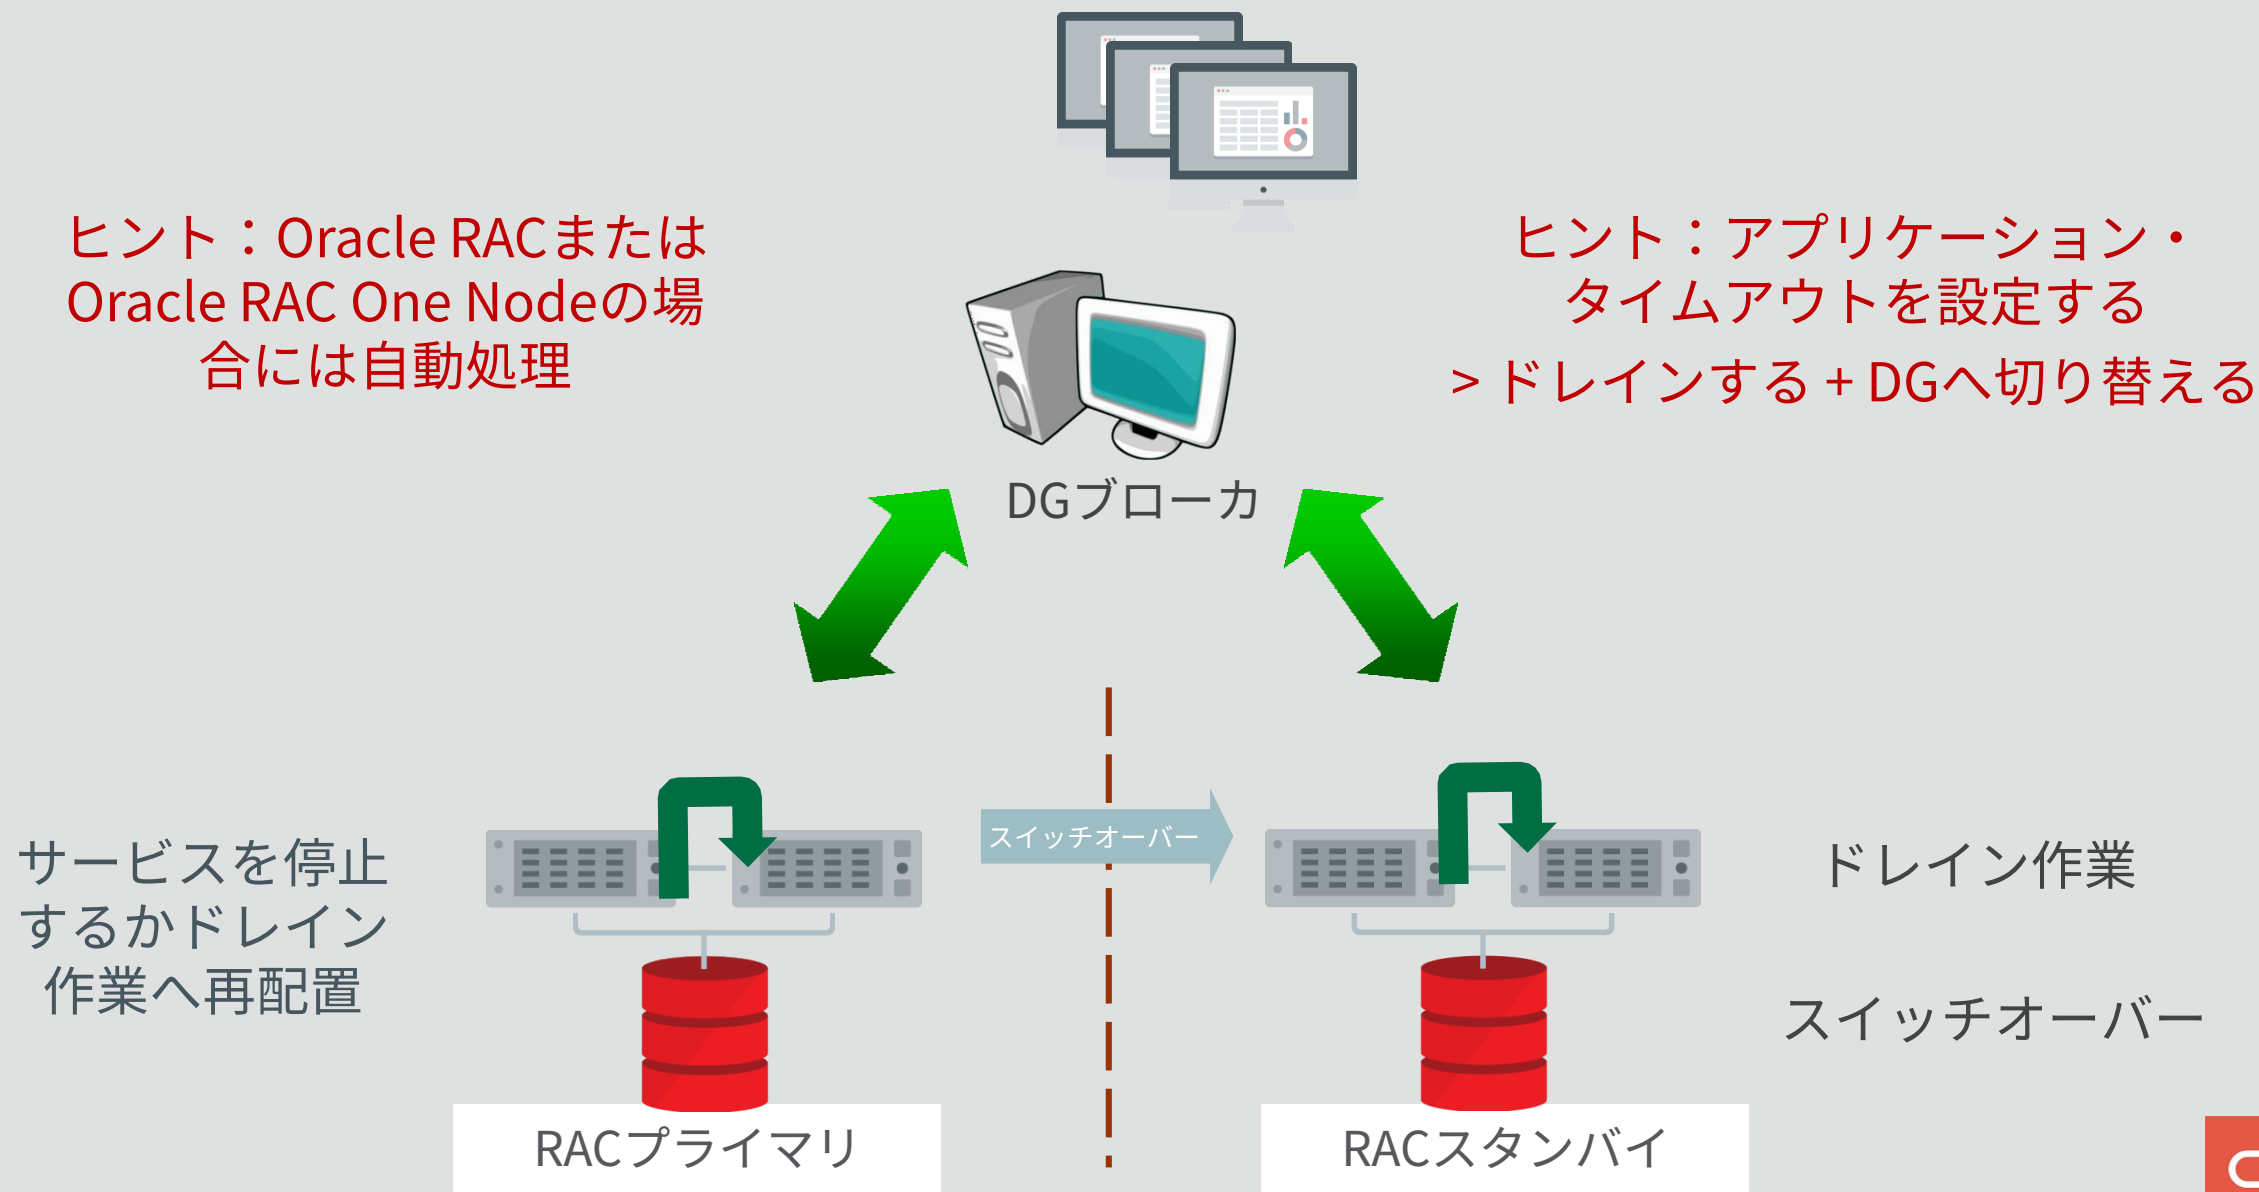 ヒント：Oracle RACまたは
Oracle RAC One Nodeの場
合には自動処理
ヒント：アプリケーション・
タイムアウトを設定する
> ドレインする + DGへ切り替える
DGブローカ
サービスを停止
するかドレイン
作業へ再配置
スイッチオーバー
ドレイン作業
スイッチオーバー
RACプライマリ
RACスタンバイ